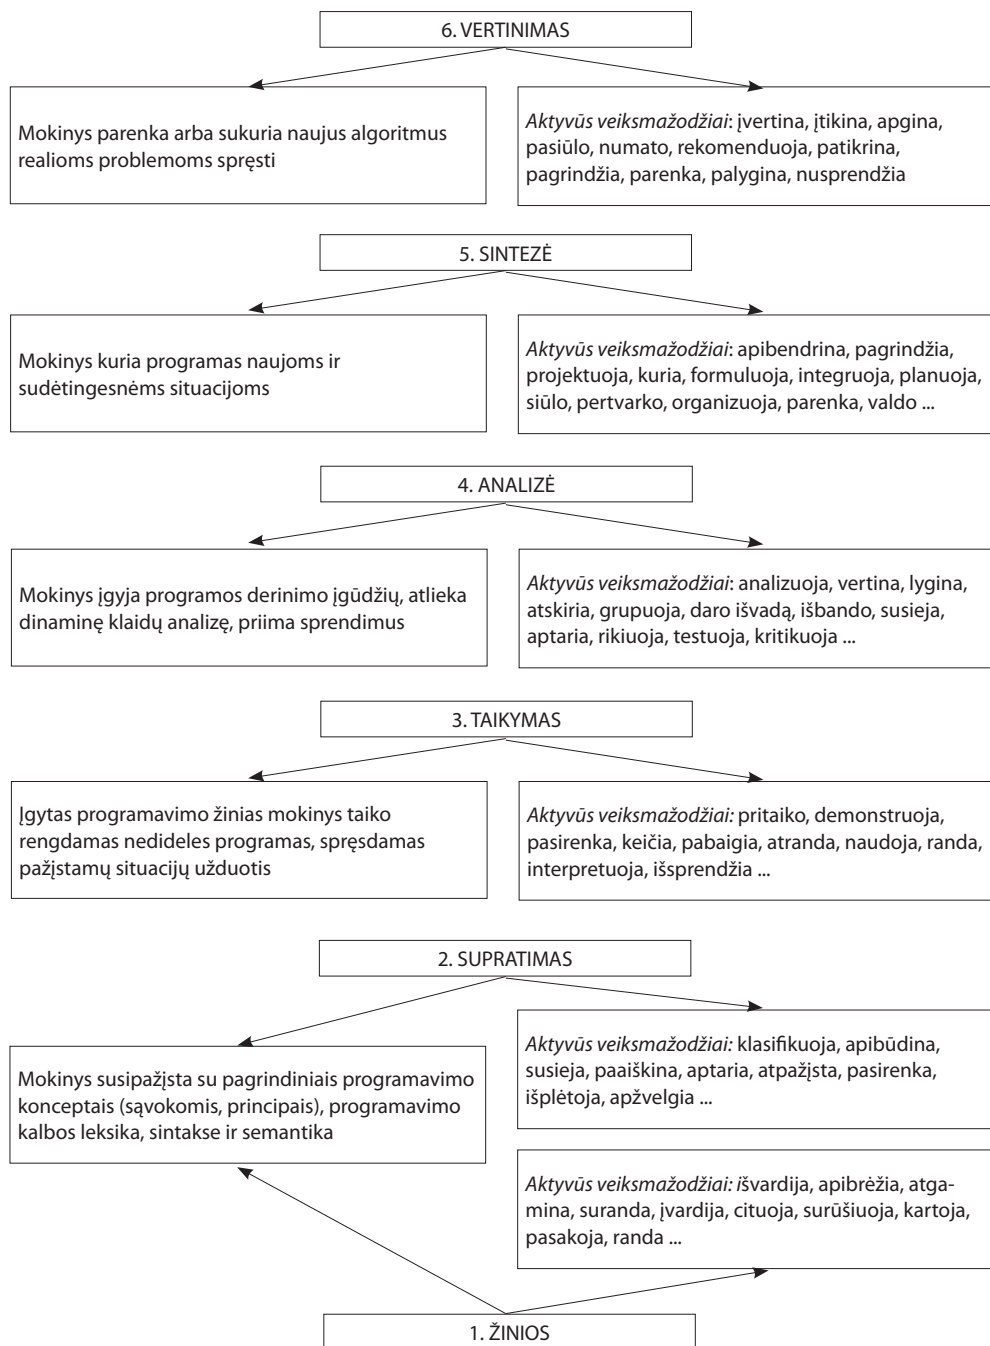 6. VERTINIMAS
Mokinys parenka arba sukuria naujus algoritmus
realioms problemoms spręsti
Aktyvūs veiksmažodžiai: įvertina, įtikina, apgina,
pasiūlo, numato, rekomenduoja, patikrina,
pagrindžia, parenka, palygina, nusprendžia
5. SINTEZĖ
Mokinys kuria programas naujoms ir
sudėtingesnėms situacijoms
Aktyvūs veiksmažodžiai: apibendrina, pagrindžia,
projektuoja, kuria, formuluoja, integruoja, planuoja,
siūlo, pertvarko, organizuoja, parenka, valdo ...
4. ANALIZĖ
Mokinys įgyja programos derinimo įgūdžių, atlieka
dinaminę klaidų analizę, priima sprendimus
Aktyvūs veiksmažodžiai: analizuoja, vertina, lygina,
atskiria, grupuoja, daro išvadą, išbando, susieja,
aptaria, rikiuoja, testuoja, kritikuoja ...
3. TAIKYMAS
Įgytas programavimo žinias mokinys taiko
rengdamas nedideles programas, spręsdamas
pažįstamų situacijų užduotis
Aktyvūs veiksmažodžiai: pritaiko, demonstruoja,
pasirenka, keičia, pabaigia, atranda, naudoja, randa,
interpretuoja, išsprendžia ...
2. SUPRATIMAS
Mokinys susipažįsta su pagrindiniais programavimo
konceptais (sąvokomis, principais), programavimo
kalbos leksika, sintakse ir semantika
Aktyvūs veiksmažodžiai: klasifikuoja, apibūdina,
susieja, paaiškina, aptaria, atpažįsta, pasirenka,
išplėtoja, apžvelgia ...
Aktyvūs veiksmažodžiai: išvardija, apibrėžia, atga-
mina, suranda, įvardija, cituoja, surūšiuoja, kartoja,
pasakoja, randa ...
1. ŽINIOS